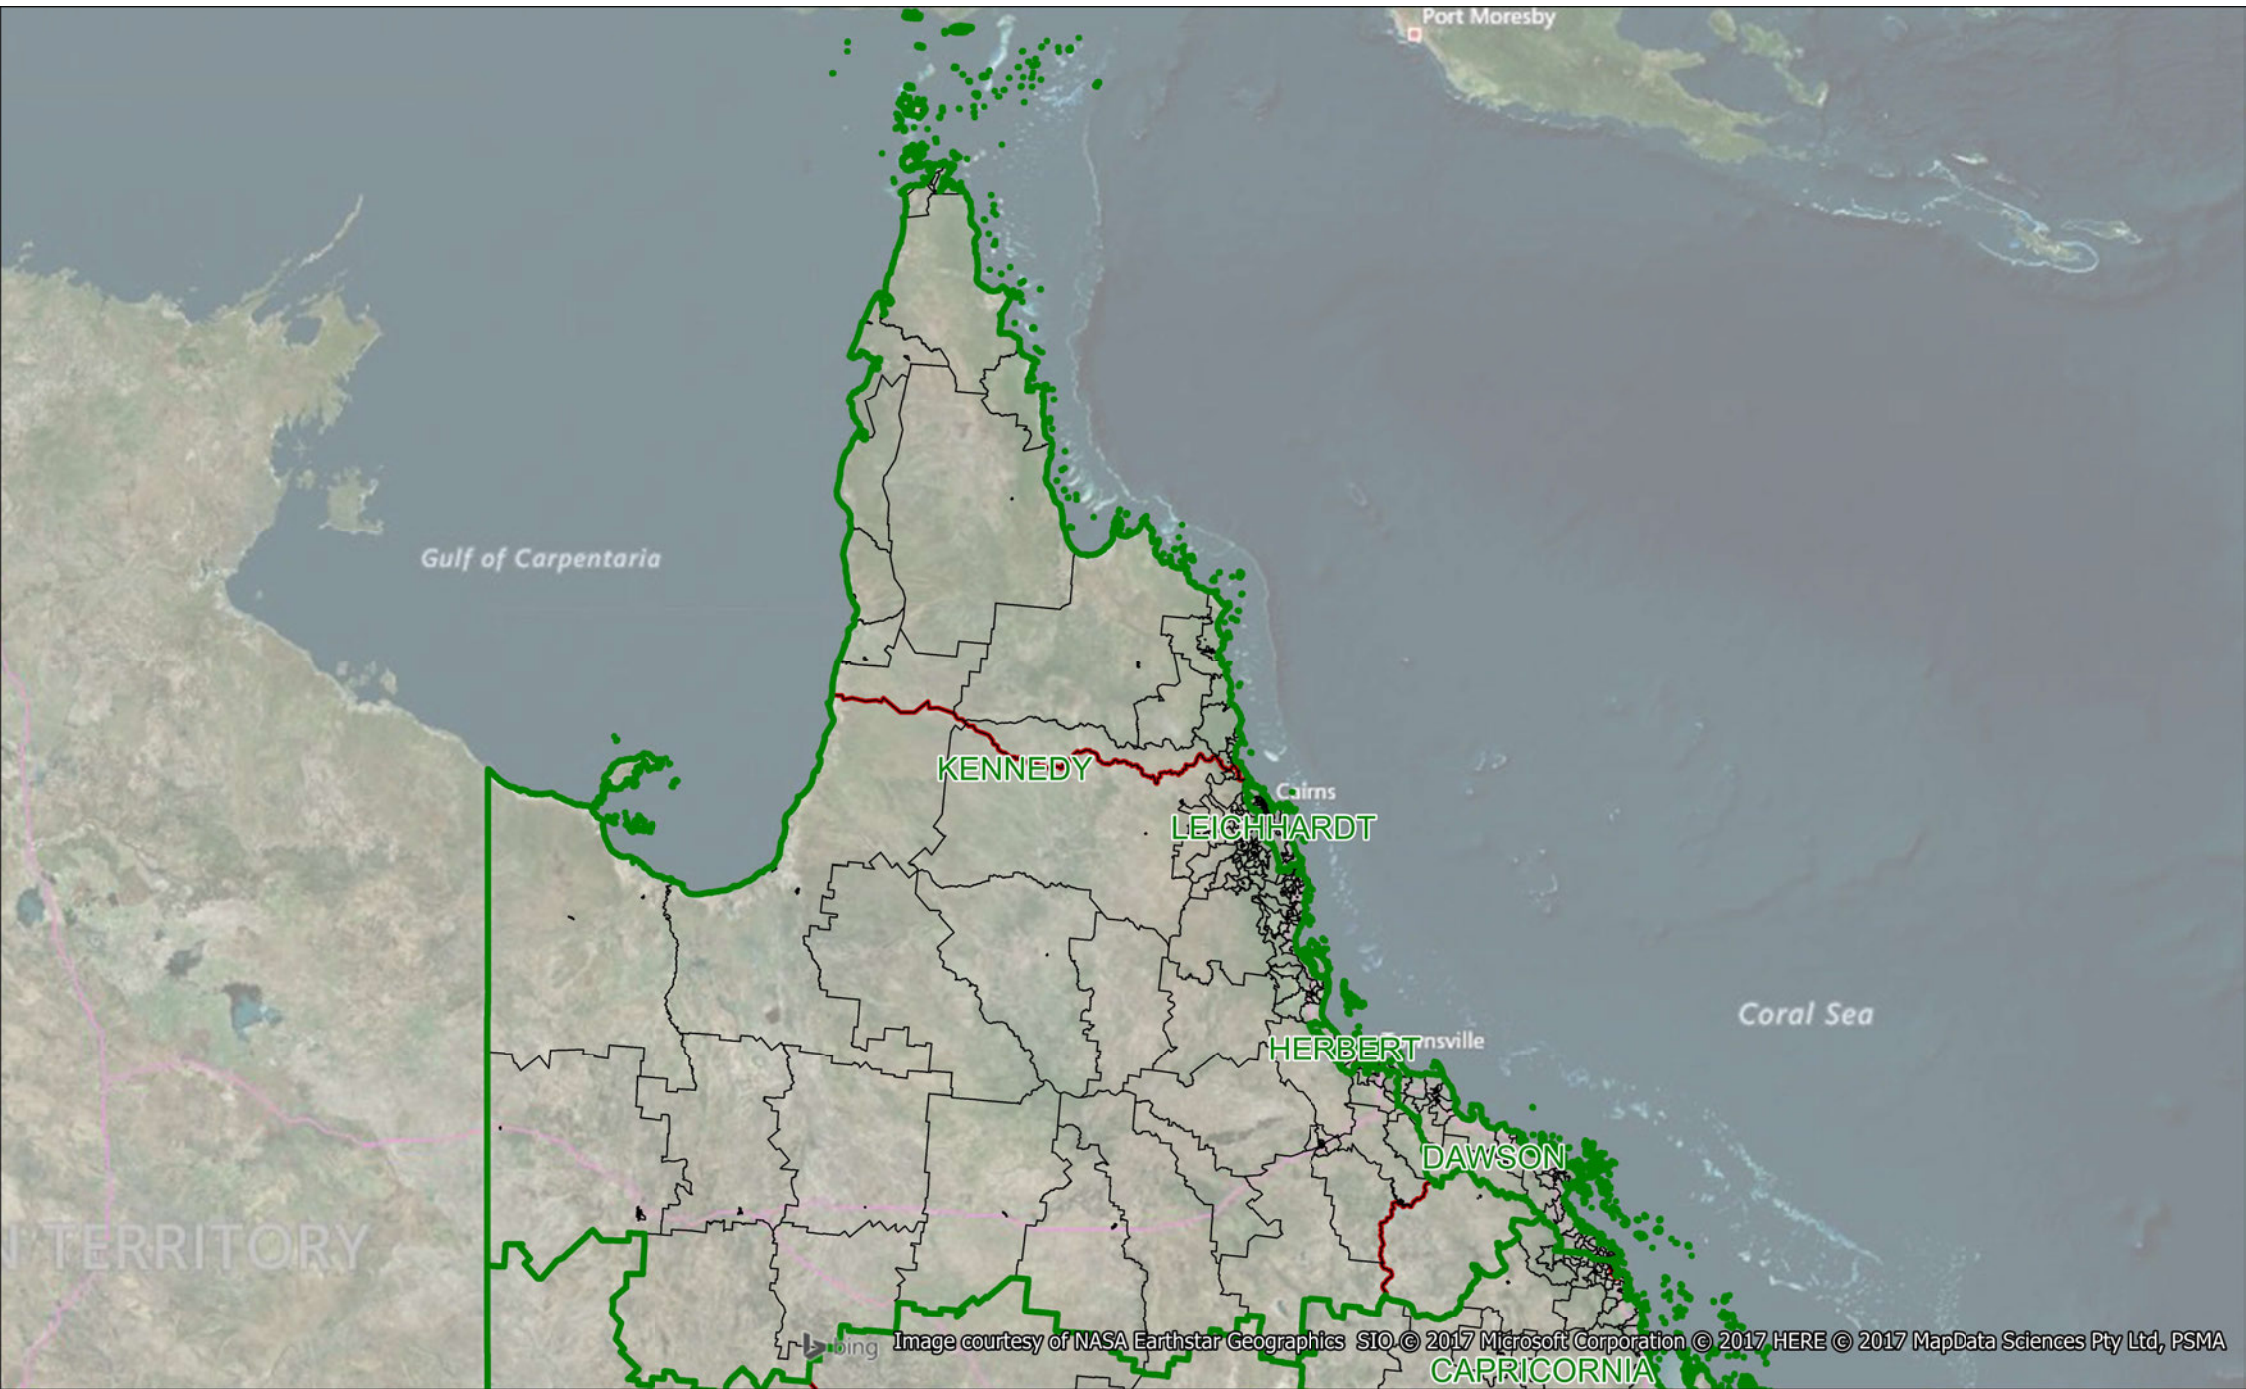 Port Moresby
Gulf of Carpentaria
KENNEDY
Cairns
LEICHHARDT
Coral Sea
HERBERT
nsville
DAWSON
N TERRITORY
bing
Image courtesy of NASA Earthstar Geographics SIO © 2017 Microsoft Corporation © 2017 HERE © 2017 MapData Sciences Pty Ltd, PSMA
CAPRICORNIA